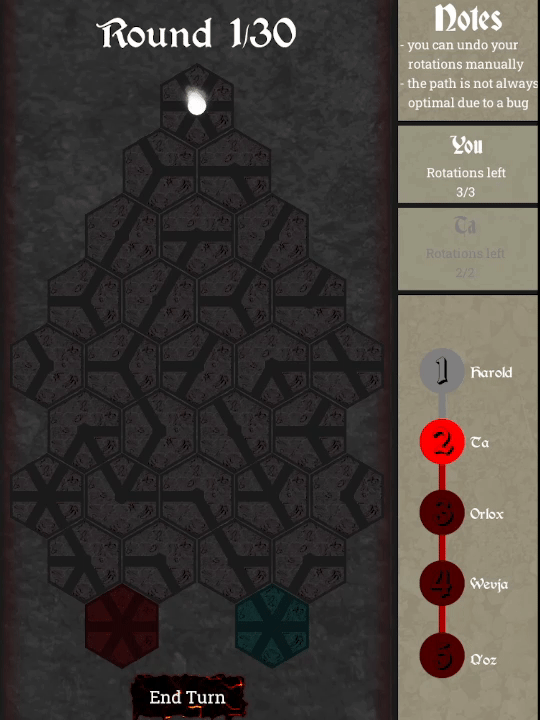 Round 1/30
Notes
- you can undo your
rotations manually
- the path is not always
optimal due to a bug
You
Rotations left
3/3
Ta
Rotations left
2/2
1 Harold
2 Ta
3 Orlox
4 Wevja
5 Q'oz
End Turn